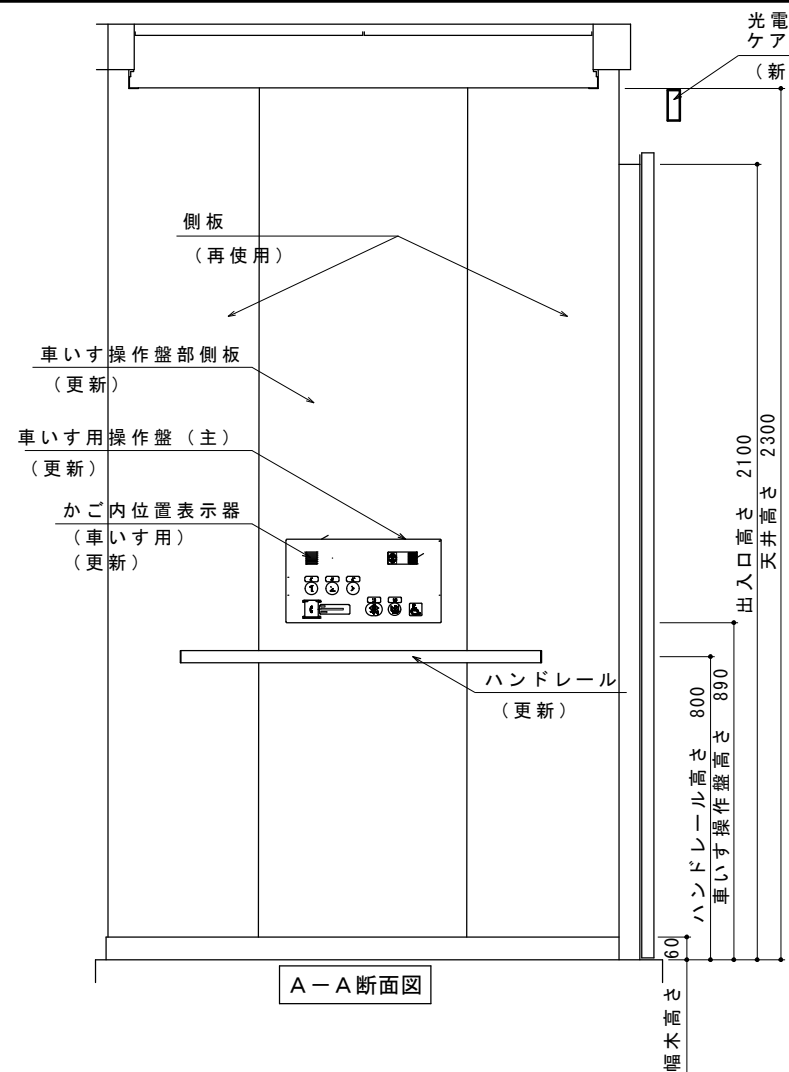 光電
ケア
（新
側板
（再使用）
車いす操作盤部側板
（更新）
車いす用操作盤（主）
（更新）
かご内位置表示器
（車いす用）
（更新）
ハンドレール
（更新）
幅木高さ 60
ハンドレール高さ 800
車いす操作盤高さ 890
出入口高さ 2100
天井高さ 2300
A－A断面図